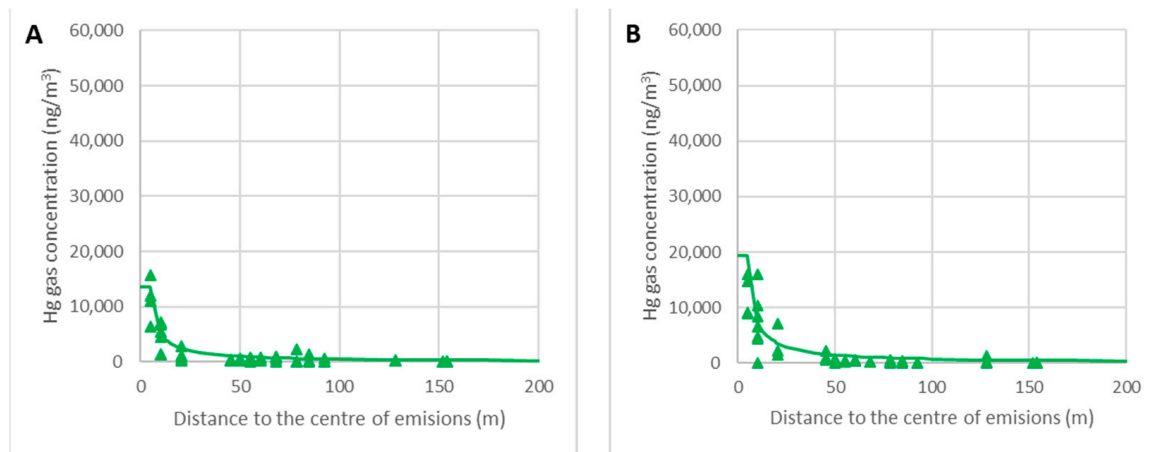 A
60,000
50,000
40,000
30,000
20,000
10,000
0
Hg gas concentration (ng/m³)
0 50 100 150 200
Distance to the centre of emisions (m)
B
60,000
50,000
40,000
30,000
20,000
10,000
0
Hg gas concentration (ng/m³)
0 50 100 150 200
Distance to the centre of emisions (m)